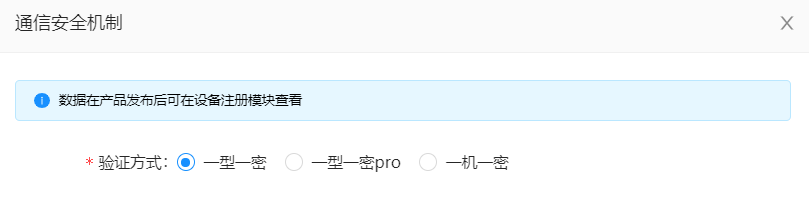 通信安全机制
数据在产品发布后可在设备注册模块查看
* 验证方式： 一型一密 一型一密pro 一机一密